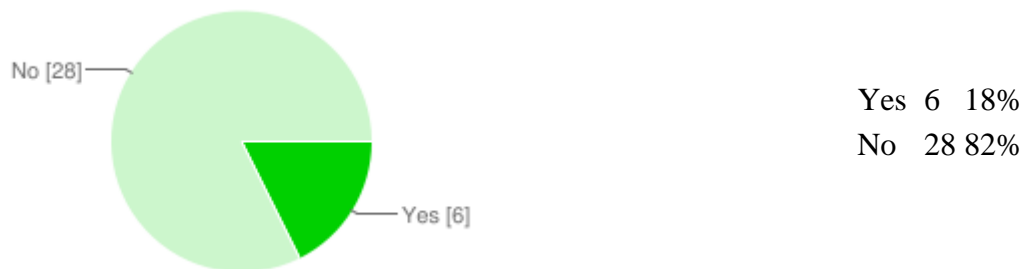 No [28]
Yes [6]
Yes 6 18%
No 28 82%